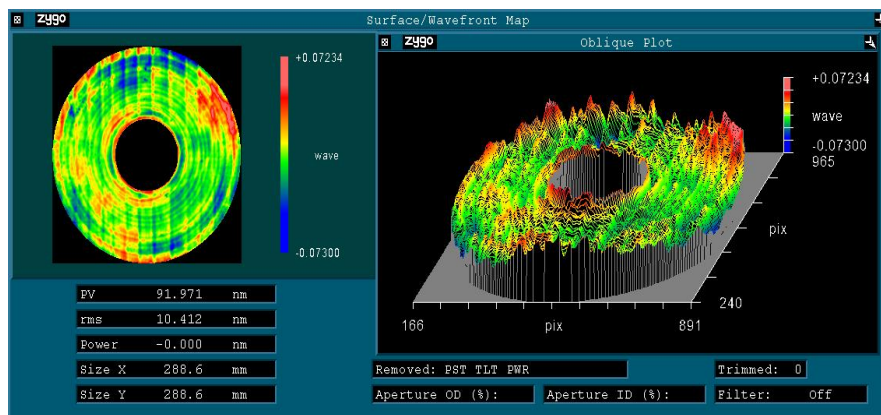 zygo Surface/Wavefront Map
+0.07234
wave
-0.07300
zygo Oblique Plot
+0.07234
wave
-0.07300
965
pix
240
166 pix 891
PV 91.971 nm
rms 10.412 nm
Power -0.000 nm
Size X 288.6 mm
Size Y 288.6 mm
Removed: PST TLT PWR
Trimmed: 0
Aperture OD (%):
Aperture ID (%):
Filter: Off